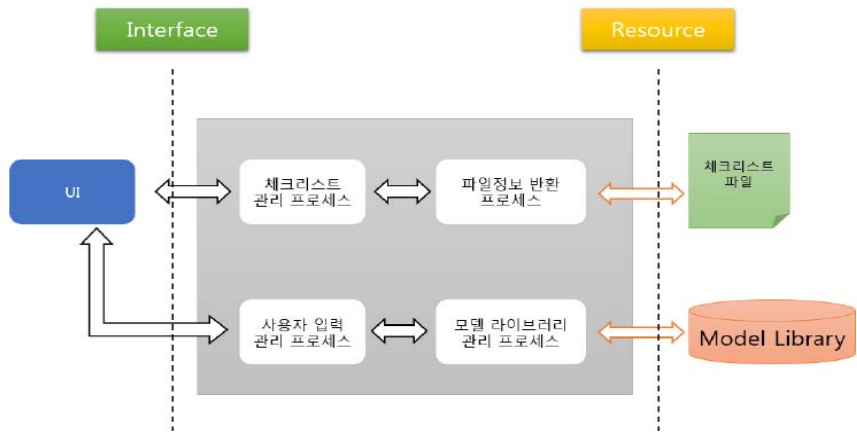 Interface
Resource
UI
체크리스트
관리 프로세스
파일정보 반환
프로세스
체크리스트
파일
사용자 입력
관리 프로세스
모델 라이브러리
관리 프로세스
Model Library